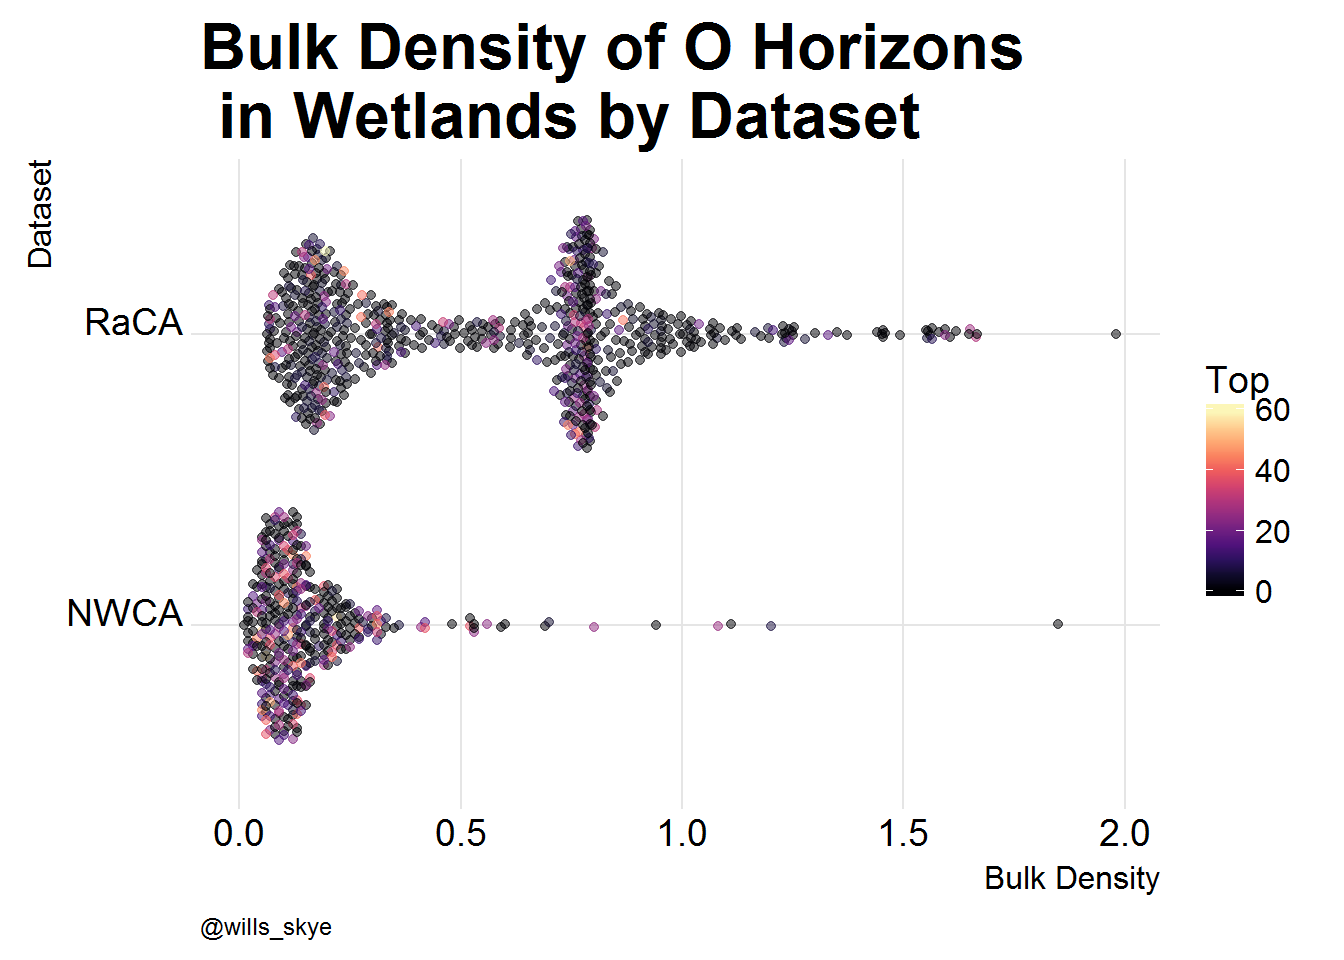 Bulk Density of O Horizons
in Wetlands by Dataset
Dataset
RaCA
NWCA
0.0 0.5 1.0 1.5 2.0
Bulk Density
Top
60
40
20
0
@wills_skye